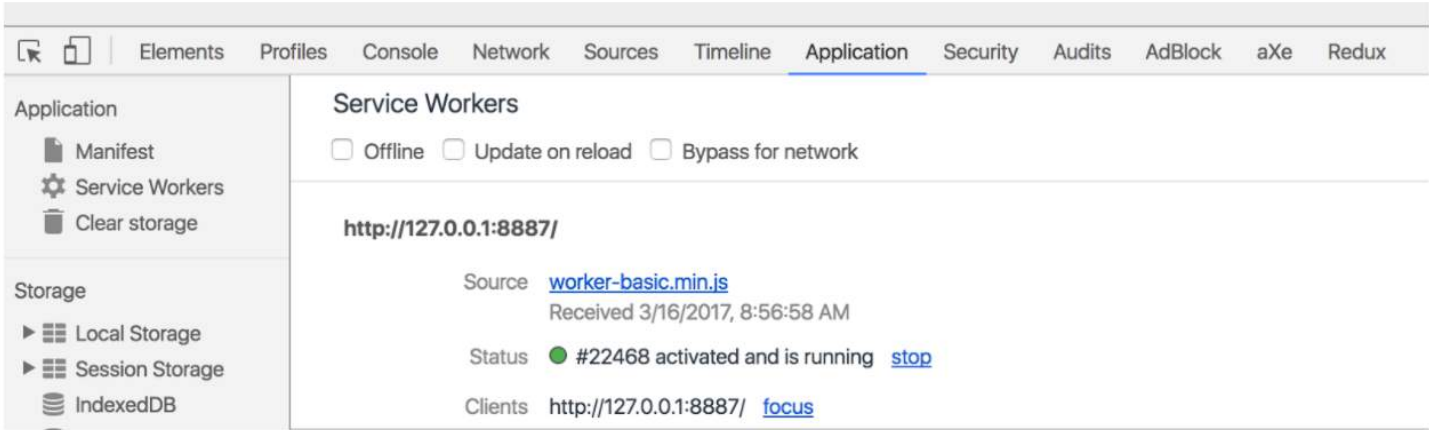 Elements Profiles Console Network Sources Timeline Application Security Audits AdBlock aXe Redux
Application
Manifest
Service Workers
Clear storage
Storage
Local Storage
Session Storage
IndexedDB
Service Workers
Offline Update on reload Bypass for network
http://127.0.0.1:8887/
Source worker-basic.min.js
Received 3/16/2017, 8:56:58 AM
Status #22468 activated and is running stop
Clients http://127.0.0.1:8887/ focus